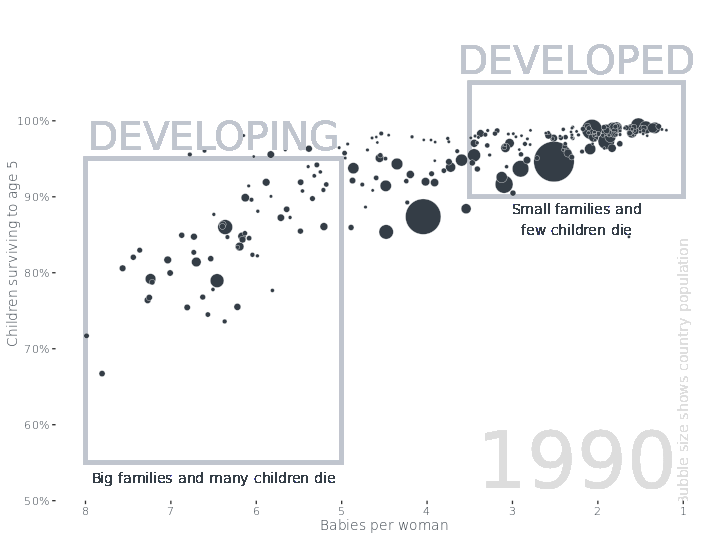 DEVELOPED
DEVELOPING
100%
90%
80%
70%
60%
50%
Children surviving to age 5
Small families and
few children die
Big families and many children die
1990
Bubble size shows country population
8 7 6 5 4 3 2 1
Babies per woman